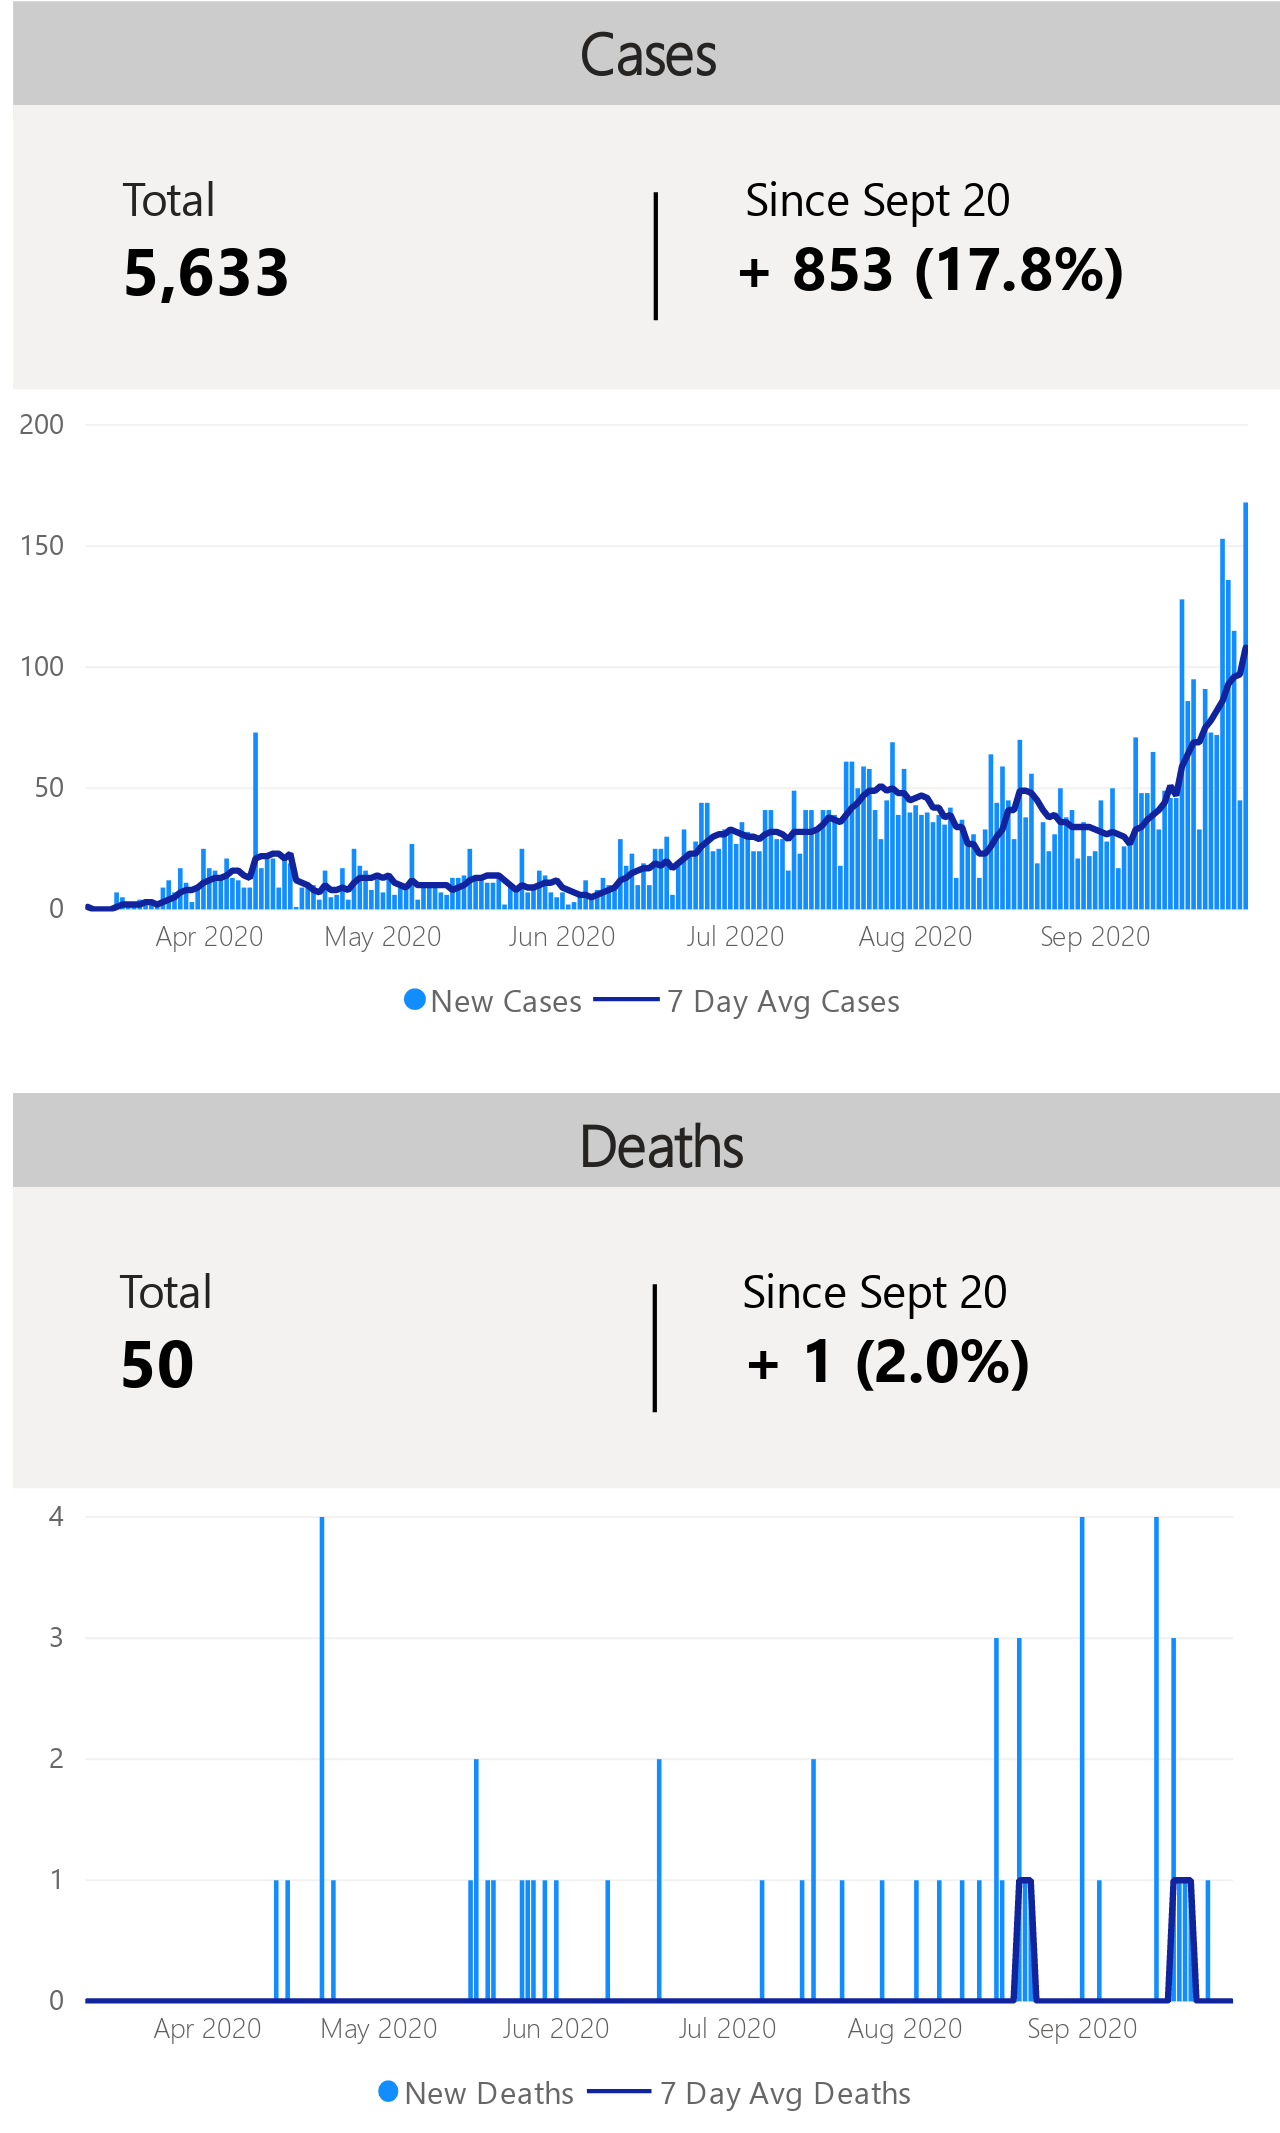 Cases
Total
Since Sept 20
5,633
+ 853 (17.8%)
200
150
100
50
0
Apr 2020
May 2020
Jun 2020
Jul 2020
Aug 2020
Sep 2020
New Cases
7 Day Avg Cases
Deaths
Total
Since Sept 20
50
+ 1 (2.0%)
4
3
2
1
0
Apr 2020
May 2020
Jun 2020
Jul 2020
Aug 2020
Sep 2020
New Deaths
7 Day Avg Deaths